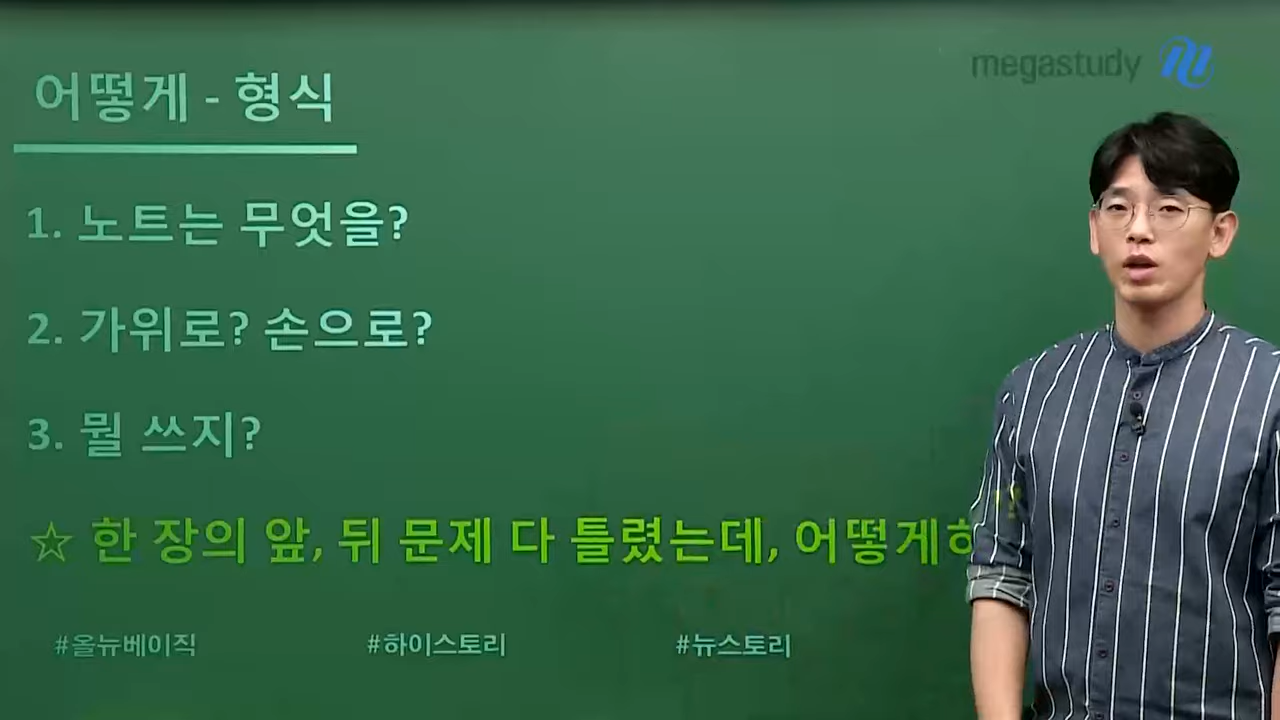 megastudy
어떻게 - 형식
1. 노트는 무엇을?
2. 가위로? 손으로?
3. 뭘 쓰지?
☆ 한 장의 앞, 뒤 문제 다 틀렸는데, 어떻게
#올뉴베이직 #하이스토리 #뉴스토리